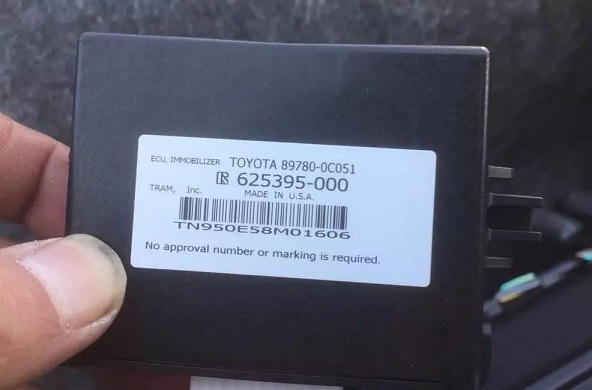 ECU, IMMOBILIZER TOYOTA 89780-0C051
625395-000
TRAM, Inc. MADE IN U.S.A.
TN950E58M01606
No approval number or marking is required.